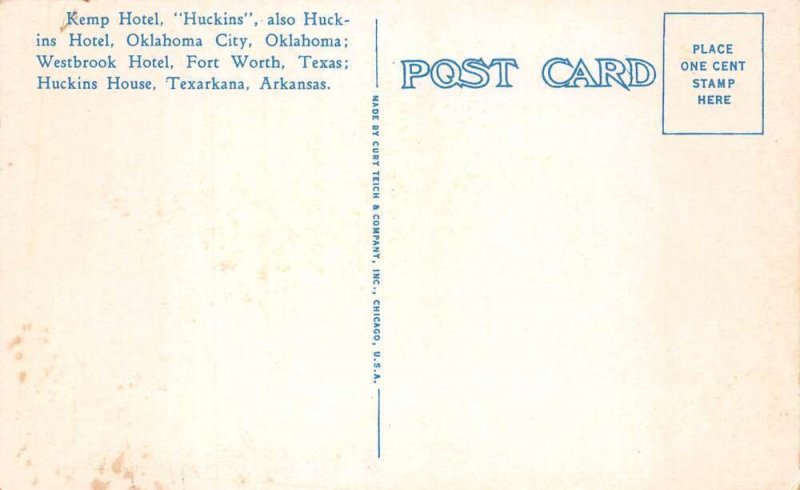 Kemp Hotel, "Huckins", also Huck-
ins Hotel, Oklahoma City, Oklahoma;
Westbrook Hotel, Fort Worth, Texas;
Huckins House, Texarkana, Arkansas.
POST CARD
PLACE
ONE CENT
STAMP
HERE
MADE BY CURT TEICH & COMPANY, INC., CHICAGO, U.S.A.